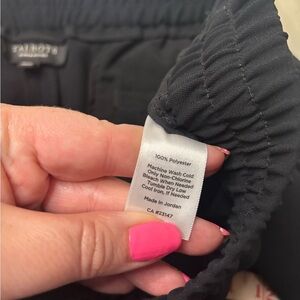 TALBOTS
100% Polyester
Machine Wash Cold
Only Non-Chlorine
Bleach When Needed
Tumble Dry Low
Cool Iron, If Needed
Made in Jordan
CA #23147